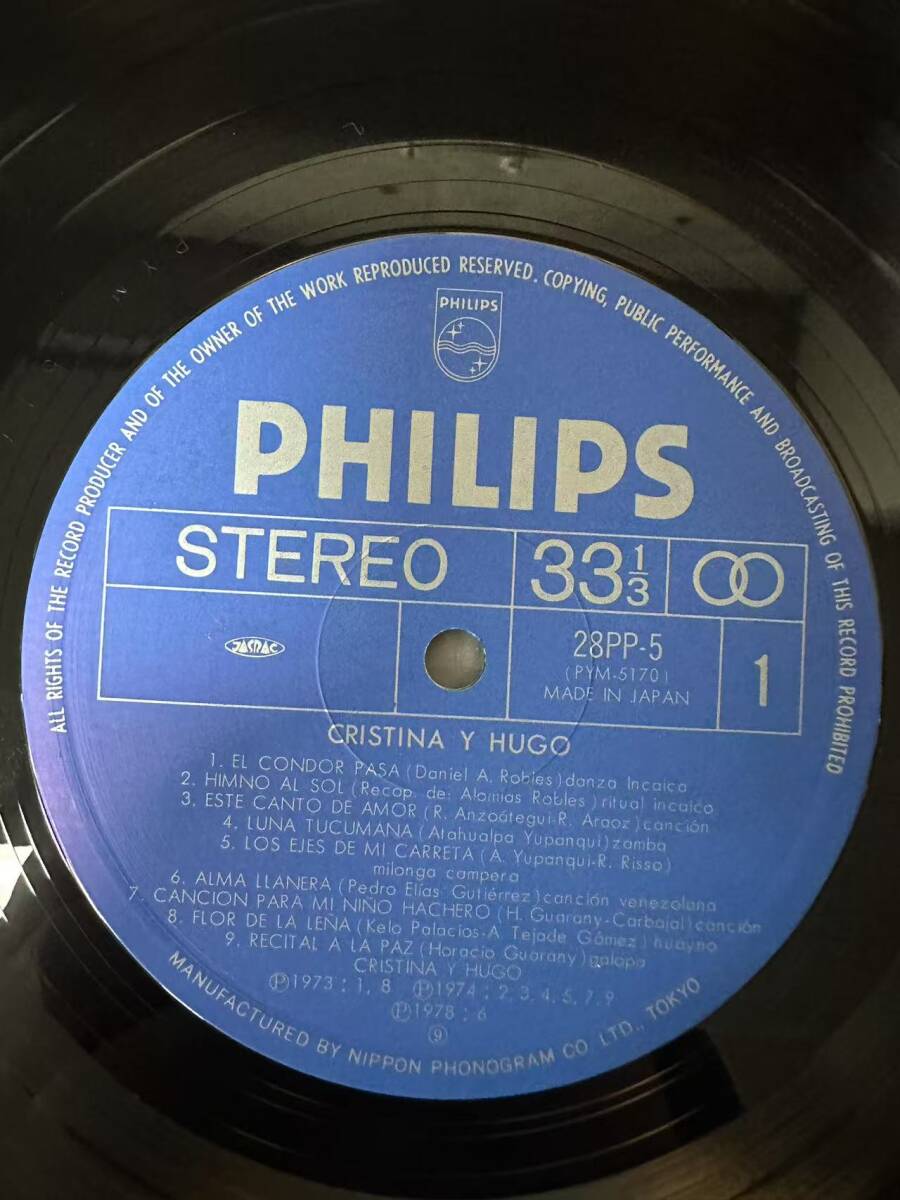 ALL RIGHTS OF THE RECORD PRODUCER AND OF THE OWNER OF THE WORK REPRODUCED RESERVED. COPYING, PUBLIC PERFORMANCE AND BROADCASTING OF THIS RECORD PROHIBITED
PHILIPS
PHILIPS
STEREO
33 1/3
JASRAC
28PP-5
(PYM-5170)
MADE IN JAPAN
1
CRISTINA Y HUGO
1. EL CONDOR PASA (Daniel A. Robles) danza Incaica
2. HIMNO AL SOL (Recop. de: Alomias Robles) ritual incaico
3. ESTE CANTO DE AMOR (R. Anzoátegui-R. Araoz) canción
4. LUNA TUCUMANA (Atahualpa Yupanqui) zamba
5. LOS EJES DE MI CARRETA (A. Yupanqui-R. Risso)
milonga campera
6. ALMA LLANERA (Pedro Elías Gutiérrez) canción venezolana
7. CANCION PARA MI NIÑO HACHERO (H. Guarany-Carbajal) canción
8. FLOR DE LA LEÑA (Kelo Palacios-A. Tejade Gómez) huayno
9. RECITAL A LA PAZ (Horacio Guarany) galopa
CRISTINA Y HUGO
Ⓟ1973 : 1, 8 Ⓟ1974 : 2, 3, 4, 5, 7, 9
Ⓟ1978 : 6
⑨
MANUFACTURED BY NIPPON PHONOGRAM CO LTD., TOKYO